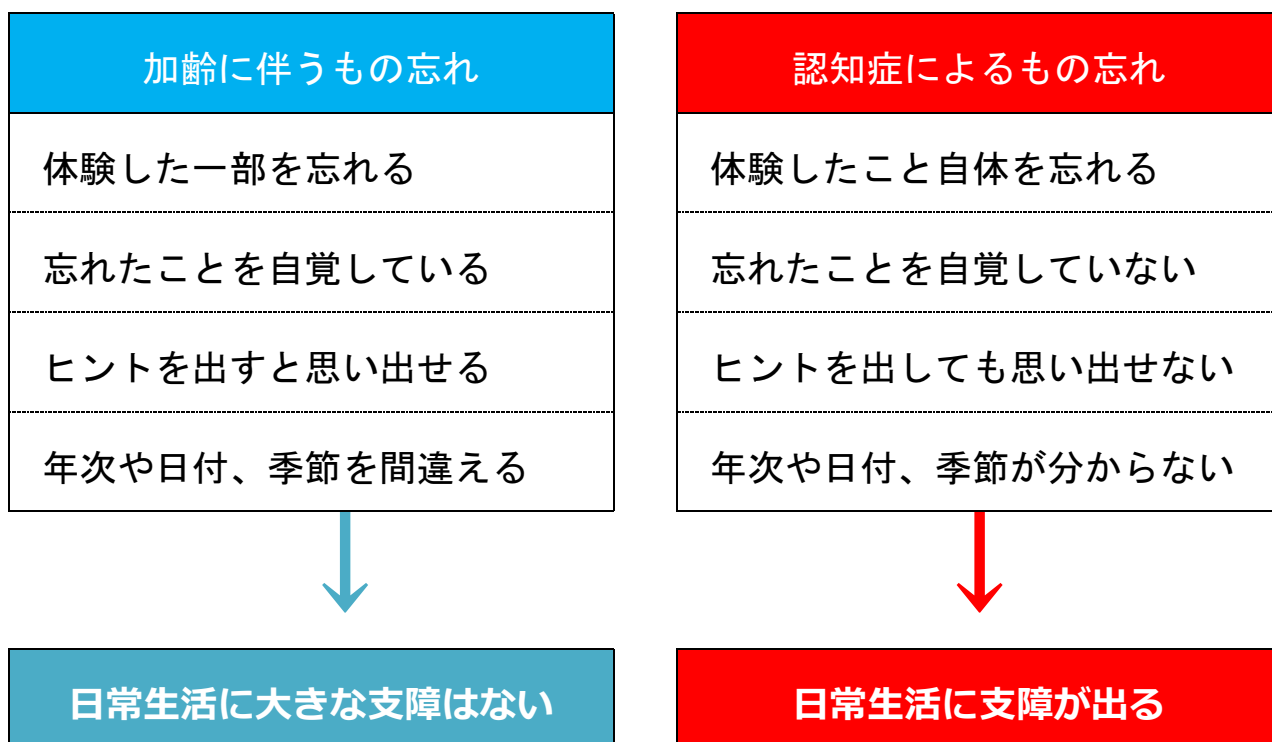 加齢に伴うもの忘れ
体験した一部を忘れる
忘れたことを自覚している
ヒントを出すと思い出せる
年次や日付、季節を間違える
日常生活に大きな支障はない
認知症によるもの忘れ
体験したこと自体を忘れる
忘れたことを自覚していない
ヒントを出しても思い出せない
年次や日付、季節が分からない
日常生活に支障が出る